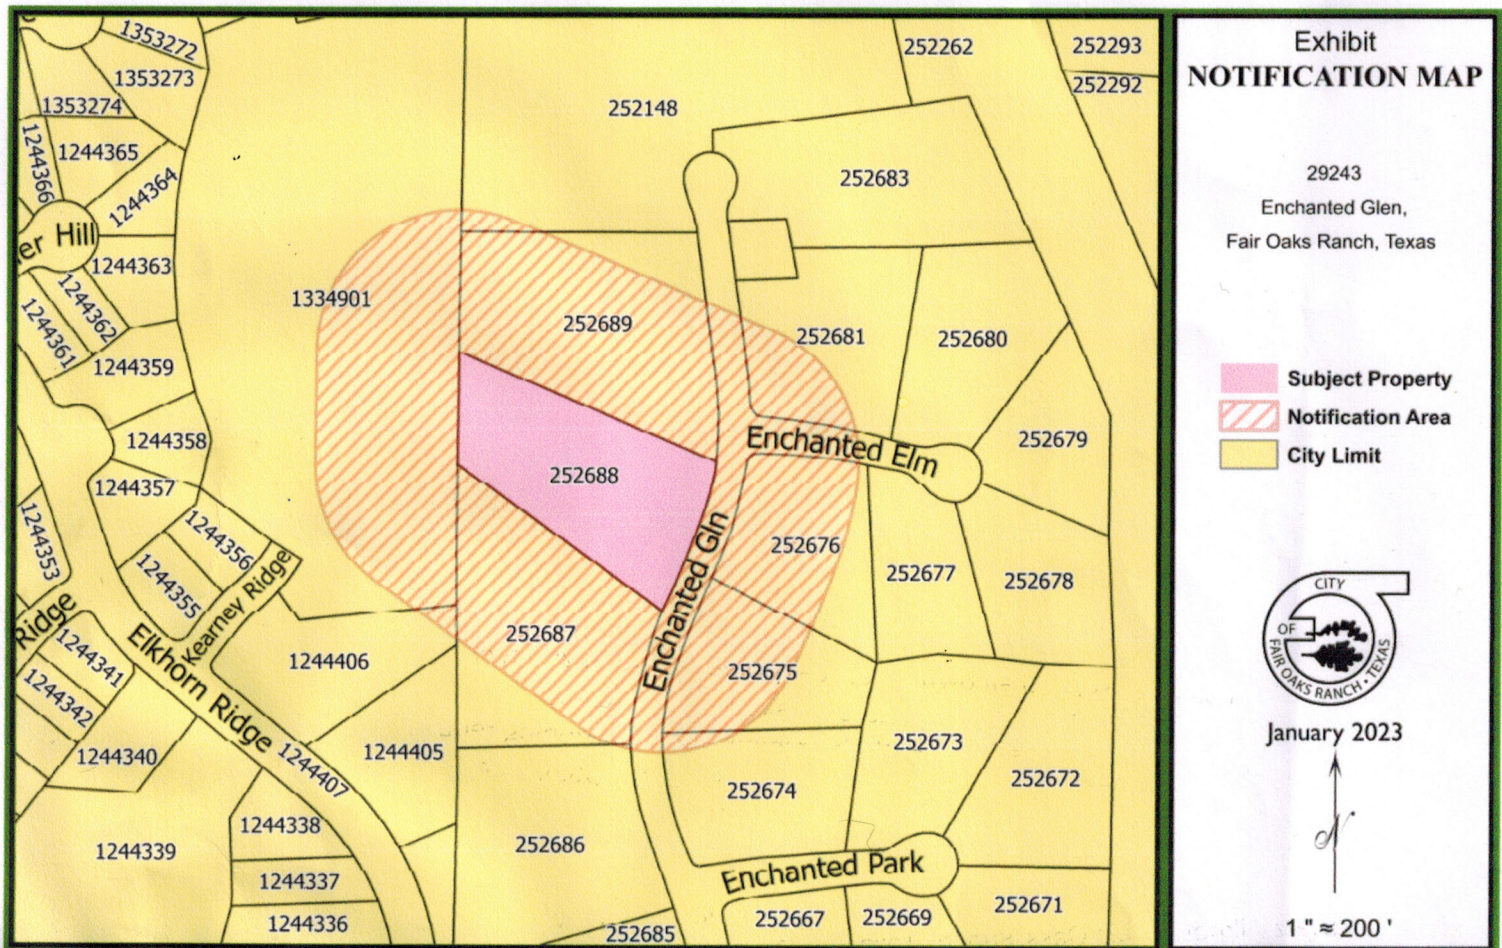 1353272
1353273
1353274
1244366
1244365
1244364
er Hill
1244363
1244362
1244361
1244359
1244358
1244357
1244356
1244355
1244353
Kearney Ridge
Ridge
Elkhorn Ridge
1244341
1244342
1244340
1244339
1244406
1244405
1244407
1244338
1244337
1244336
1334901
252148
252262
252293
252292
252683
252689
252681
252680
252679
Enchanted Elm
252688
Enchanted Gln
252676
252677
252678
252687
252675
252673
252672
252674
252686
Enchanted Park
252685
252667
252669
252671
Exhibit
NOTIFICATION MAP
29243
Enchanted Glen,
Fair Oaks Ranch, Texas
Subject Property
Notification Area
City Limit
CITY
OF
FAIR OAKS RANCH • TEXAS
January 2023
N
1 " ≈ 200 '